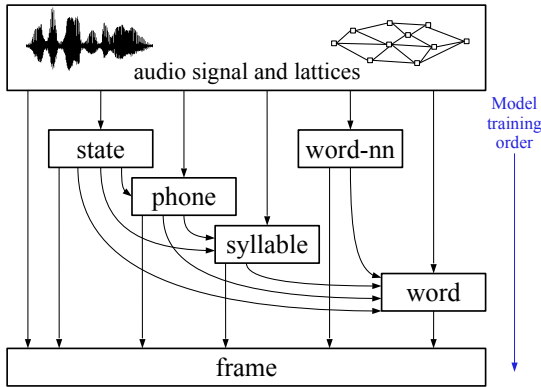 audio signal and lattices
Model
training
order
state
word-nn
phone
syllable
word
frame